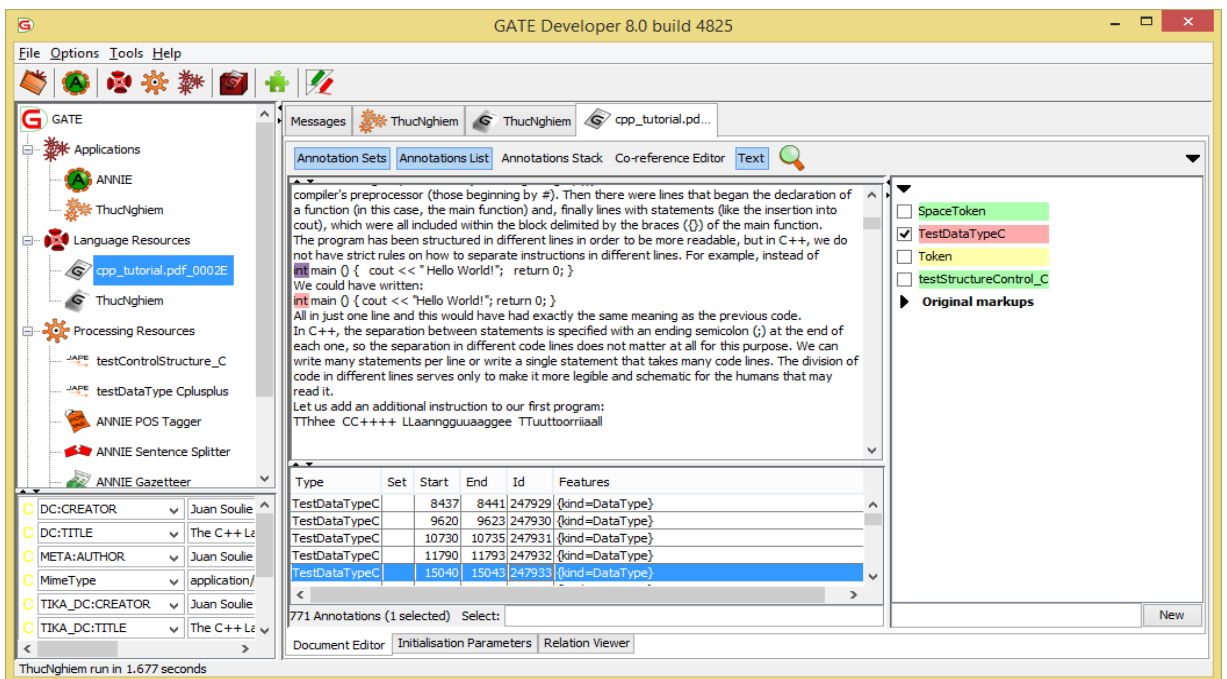 GATE Developer 8.0 build 4825
File Options Tools Help
GATE
Applications
ANNIE
ThucNghiem
Language Resources
cpp_tutorial.pdf_0002E
ThucNghiem
Processing Resources
testControlStructure_C
testDataType Cplusplus
ANNIE POS Tagger
ANNIE Sentence Splitter
ANNIE Gazetteer
DC:CREATOR Juan Soulie
DC:TITLE The C++ La
META:AUTHOR Juan Soulie
MimeType application/
TIKA_DC:CREATOR Juan Soulie
TIKA_DC:TITLE The C++ La
Messages ThucNghiem ThucNghiem cpp_tutorial.pd...
Annotation Sets Annotations List Annotations Stack Co-reference Editor Text
compiler's preprocessor (those beginning by #). Then there were lines that began the declaration of
a function (in this case, the main function) and, finally lines with statements (like the insertion into
cout), which were all included within the block delimited by the braces ({}) of the main function.
The program has been structured in different lines in order to be more readable, but in C++, we do
not have strict rules on how to separate instructions in different lines. For example, instead of
int main () { cout << " Hello World!"; return 0; }
We could have written:
int main () { cout << "Hello World!"; return 0; }
All in just one line and this would have had exactly the same meaning as the previous code.
In C++, the separation between statements is specified with an ending semicolon (;) at the end of
each one, so the separation in different code lines does not matter at all for this purpose. We can
write many statements per line or write a single statement that takes many code lines. The division of
code in different lines serves only to make it more legible and schematic for the humans that may
read it.
Let us add an additional instruction to our first program:
TThhee CC++++ LLaanngguuaaggee TTuuttoorriiaall
SpaceToken
TestDataTypeC
Token
testStructureControl_C
Original markups
Type Set Start End Id Features
TestDataTypeC 8437 8441 247929 {kind=DataType}
TestDataTypeC 9620 9623 247930 {kind=DataType}
TestDataTypeC 10730 10735 247931 {kind=DataType}
TestDataTypeC 11790 11793 247932 {kind=DataType}
TestDataTypeC 15040 15043 247933 {kind=DataType}
771 Annotations (1 selected) Select:
New
Document Editor Initialisation Parameters Relation Viewer
ThucNghiem run in 1.677 seconds